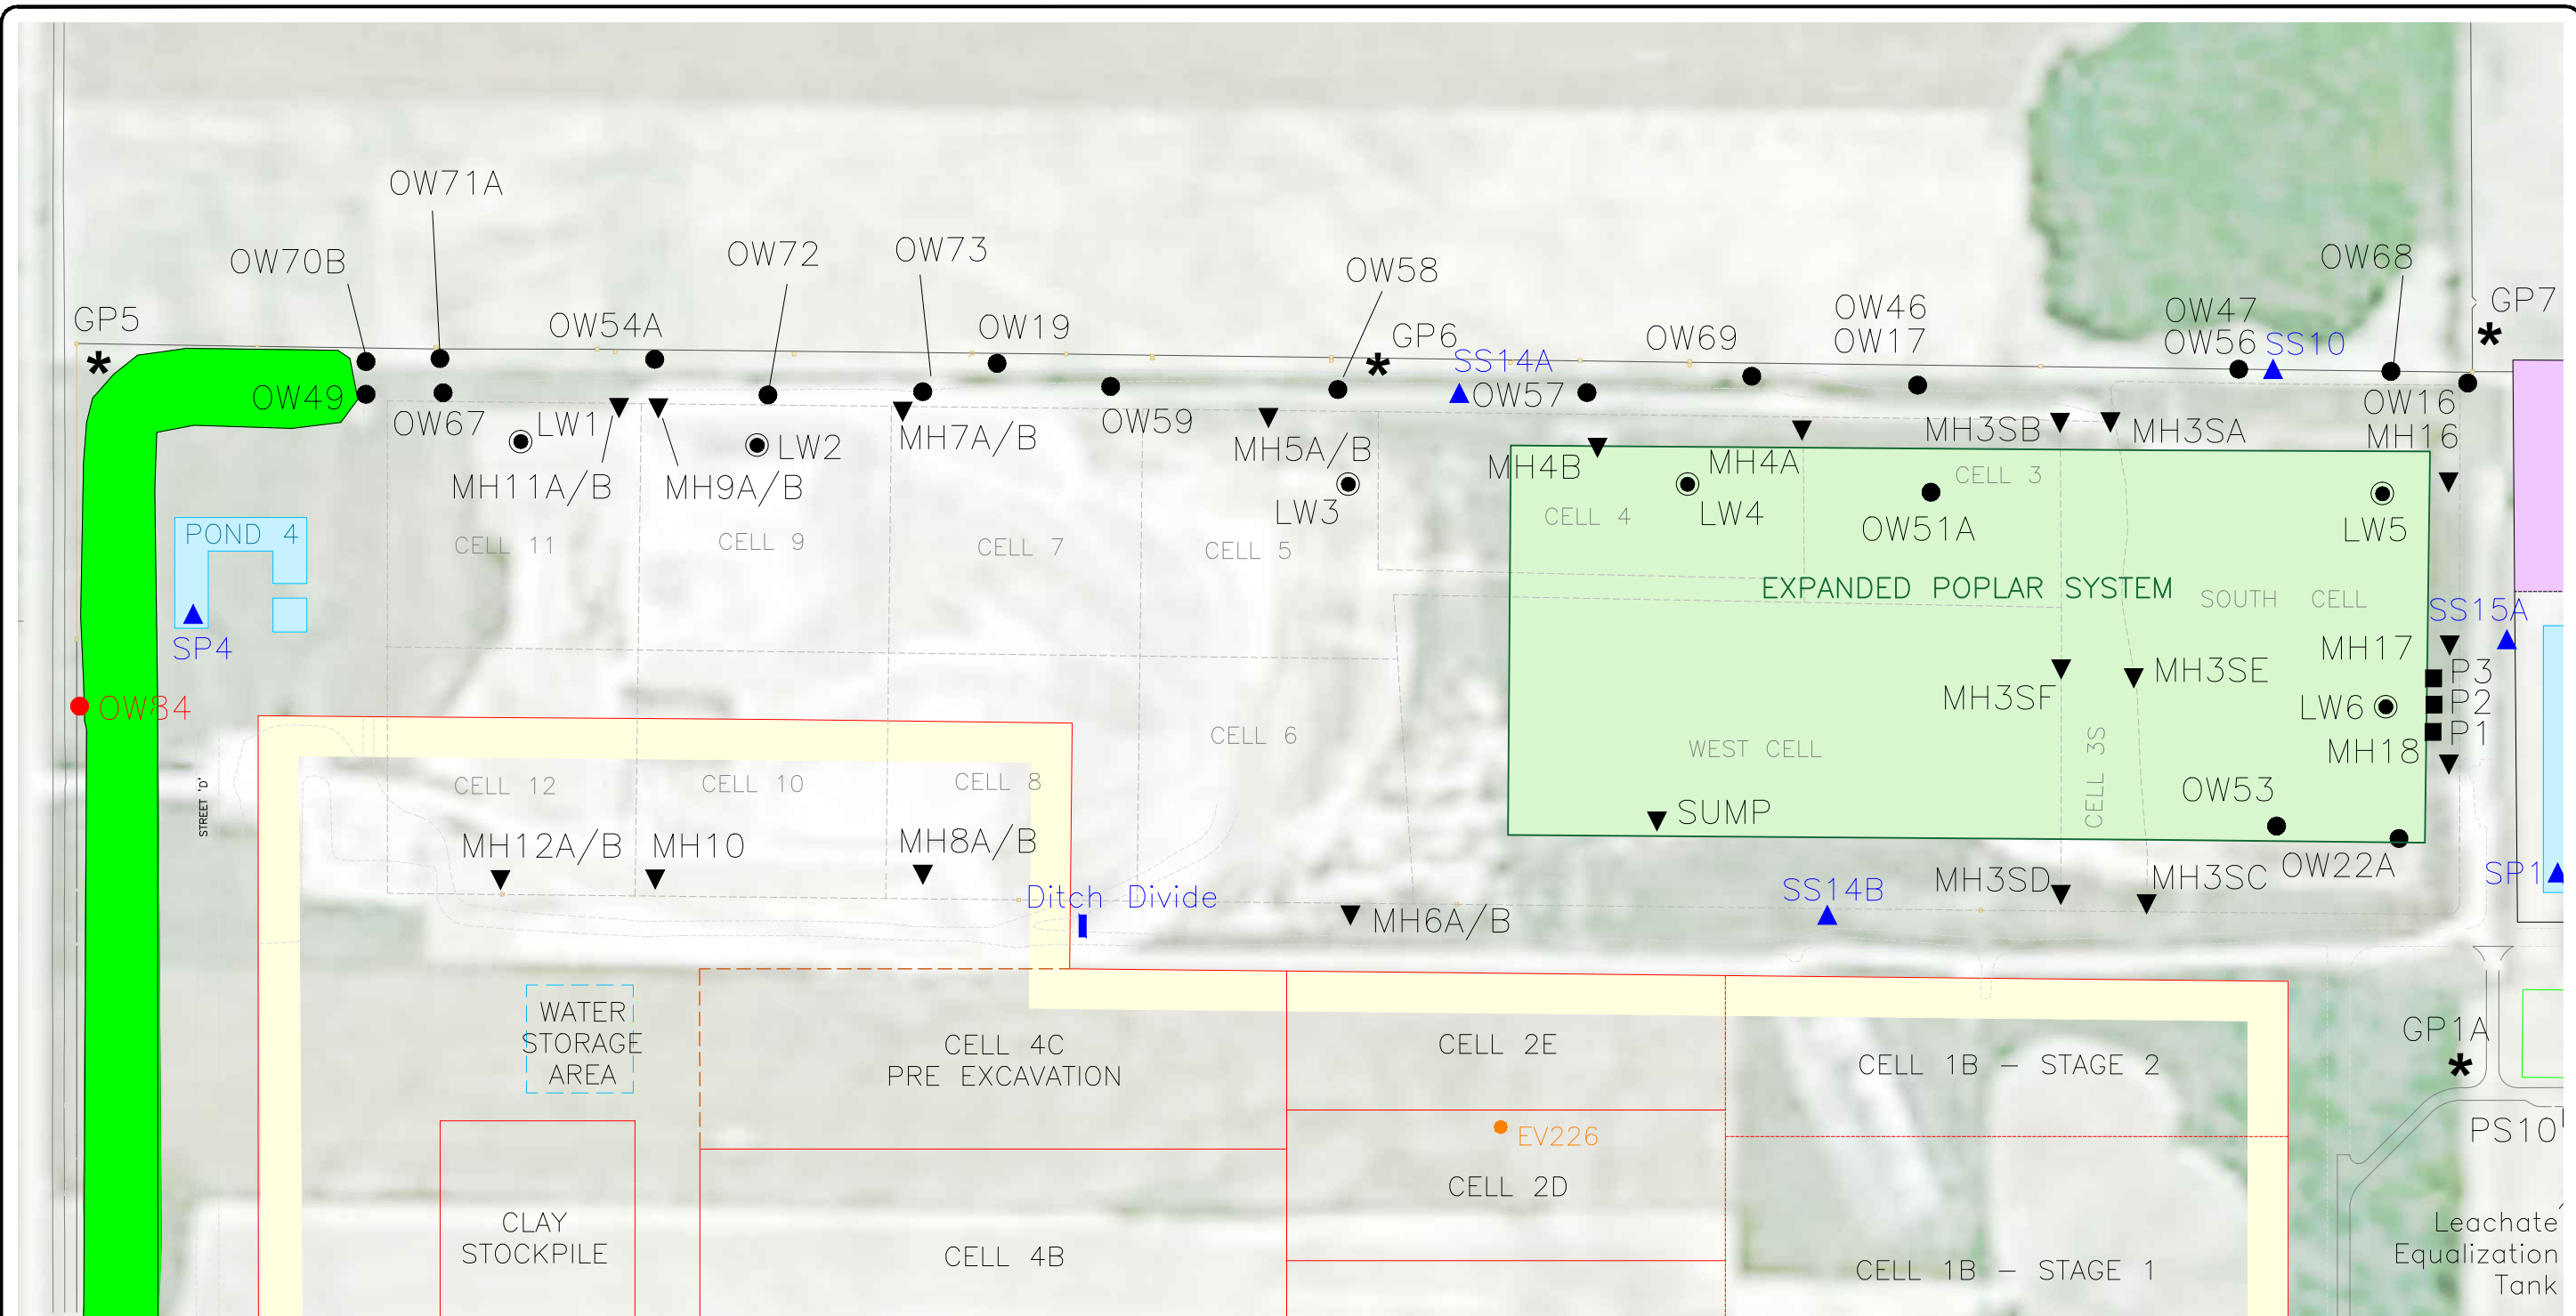 OW71A
OW70B
OW72
OW73
OW58
OW68
GP5
OW54A
OW19
GP6
OW69
OW46
OW17
OW47
OW56
SS10
GP7
SS14A
OW49
OW67
LW1
LW2
MH7A/B
OW59
MH5A/B
OW57
MH4B
MH4A
MH3SB
MH3SA
OW16
MH16
MH11A/B
MH9A/B
LW3
LW4
CELL 3
CELL 4
OW51A
LW5
POND 4
CELL 11
CELL 9
CELL 7
CELL 5
EXPANDED POPLAR SYSTEM
SOUTH CELL
SS15A
SP4
MH17
P3
MH3SF
MH3SE
P2
LW6
P1
OW84
CELL 6
WEST CELL
CELL 3S
MH18
STREET 'D'
CELL 12
CELL 10
CELL 8
SUMP
OW53
MH12A/B
MH10
MH8A/B
OW22A
SP1
Ditch Divide
MH6A/B
SS14B
MH3SD
MH3SC
WATER
STORAGE
AREA
CELL 4C
PRE EXCAVATION
CELL 2E
CELL 1B – STAGE 2
GP1A
EV226
PS10
CELL 2D
CLAY
STOCKPILE
CELL 4B
CELL 1B – STAGE 1
Leachate
Equalization
Tank